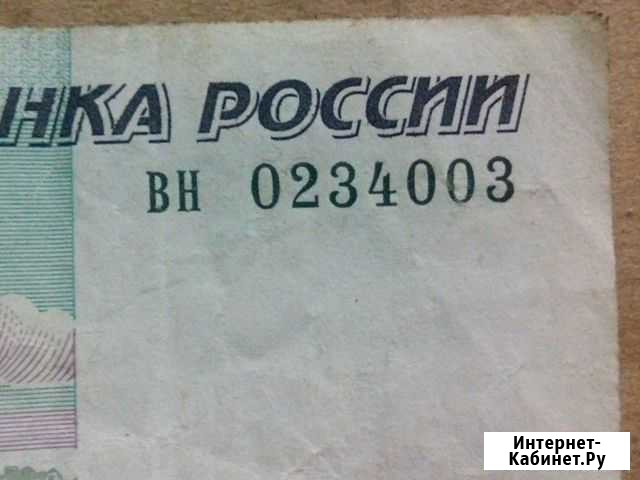 НКА РОССИИ
ВН 0234003
Интернет-
Кабинет.Ру